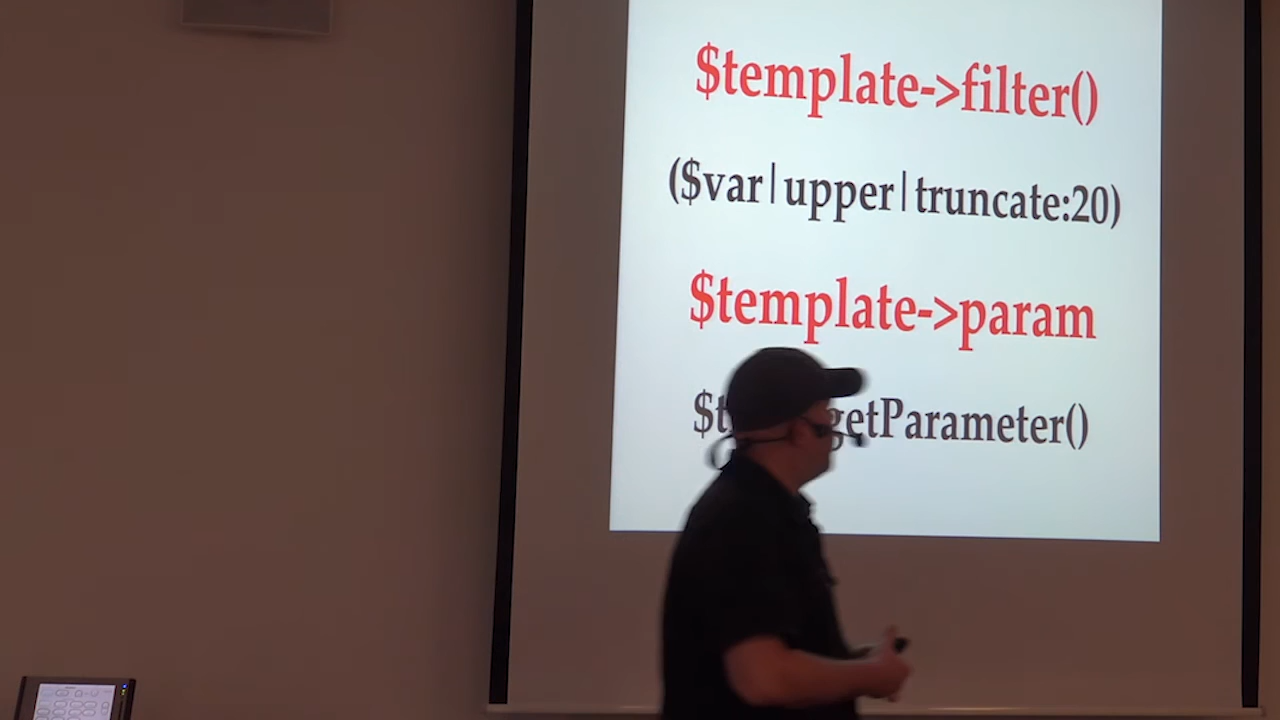 $template->filter()
($var|upper|truncate:20)
$template->param
getParameter()